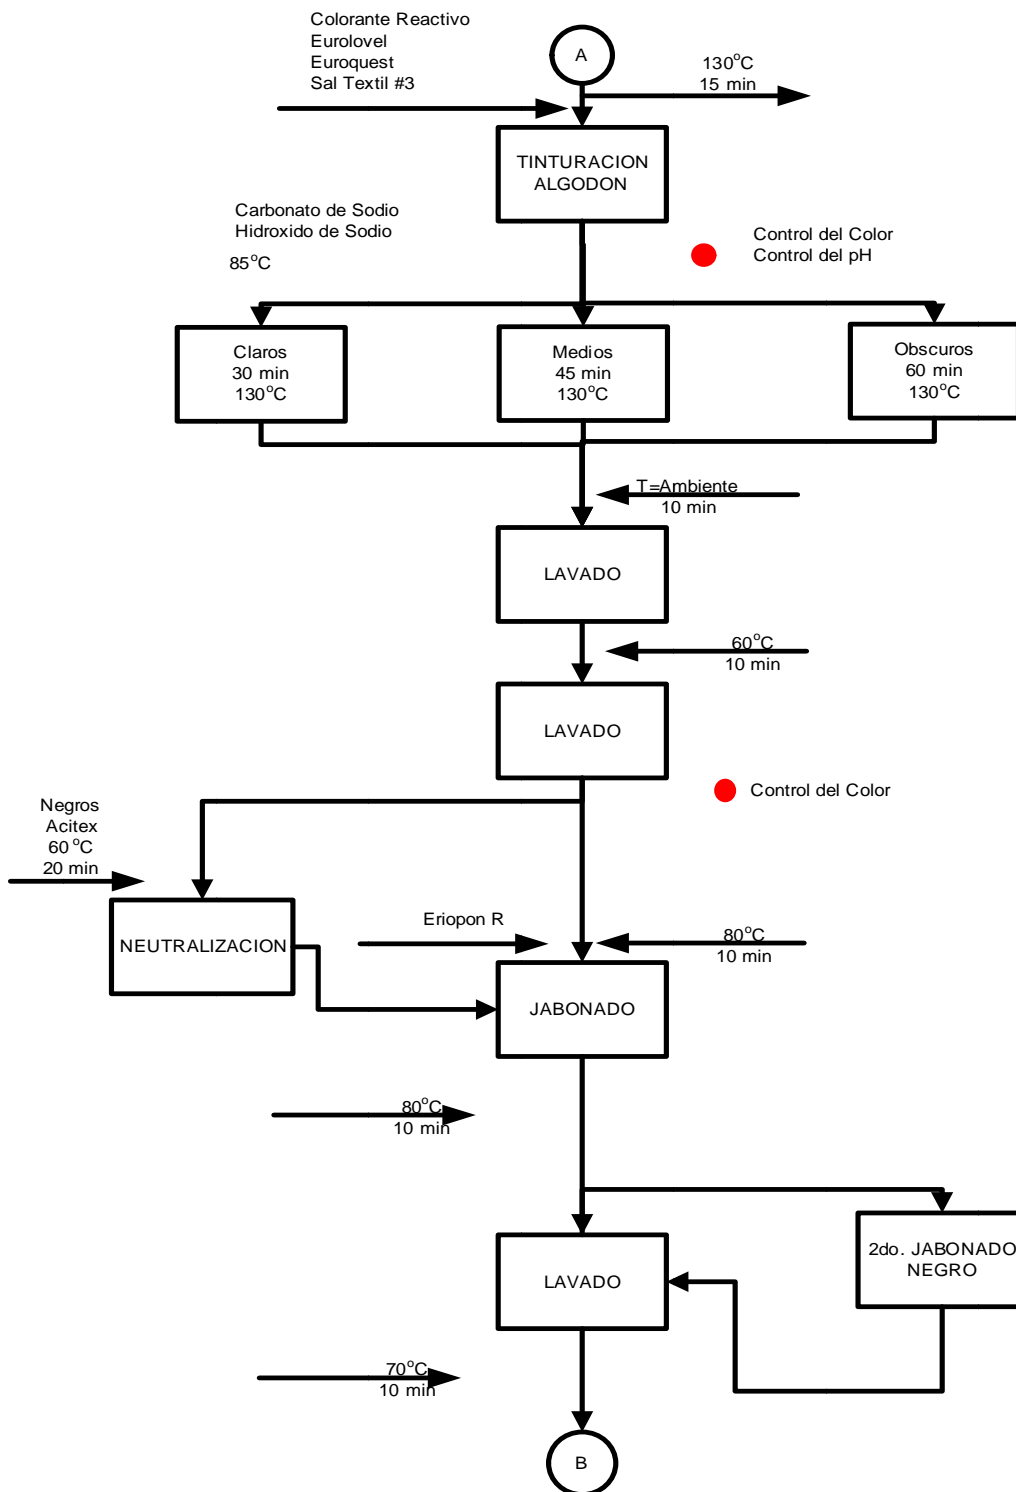 Colorante Reactivo
Eurolovel
Euroquest
Sal Textil #3
A
130°C
15 min
TINTURACION
ALGODON
Carbonato de Sodio
Hidroxido de Sodio
85°C
Control del Color
Control del pH
Claros
30 min
130°C
Medios
45 min
130°C
Obscuros
60 min
130°C
T=Ambiente
10 min
LAVADO
60°C
10 min
LAVADO
Control del Color
Negros
Acitex
60°C
20 min
NEUTRALIZACION
Eriopon R
80°C
10 min
JABONADO
80°C
10 min
LAVADO
2do. JABONADO
NEGRO
70°C
10 min
B